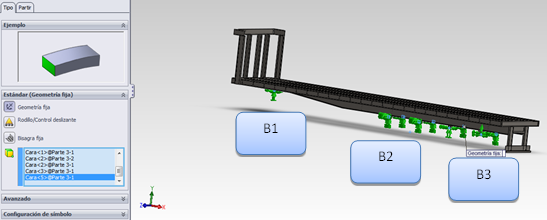 Tipo
Partir
Ejemplo
Estándar (Geometría fija)
Geometría fija
Rodillo/Control deslizante
Bisagra fija
Cara<1>@Parte 3-1
Cara<2>@Parte 3-2
Cara<2>@Parte 3-1
Cara<3>@Parte 3-1
Cara<5>@Parte 3-1
Avanzado
Configuración de símbolo
B1
B2
B3
Geometría fija
Y
X
Z